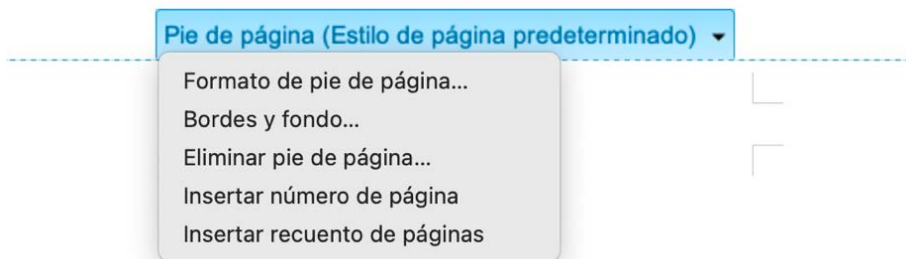 Pie de página (Estilo de página predeterminado)
Formato de pie de página...
Bordes y fondo...
Eliminar pie de página...
Insertar número de página
Insertar recuento de páginas